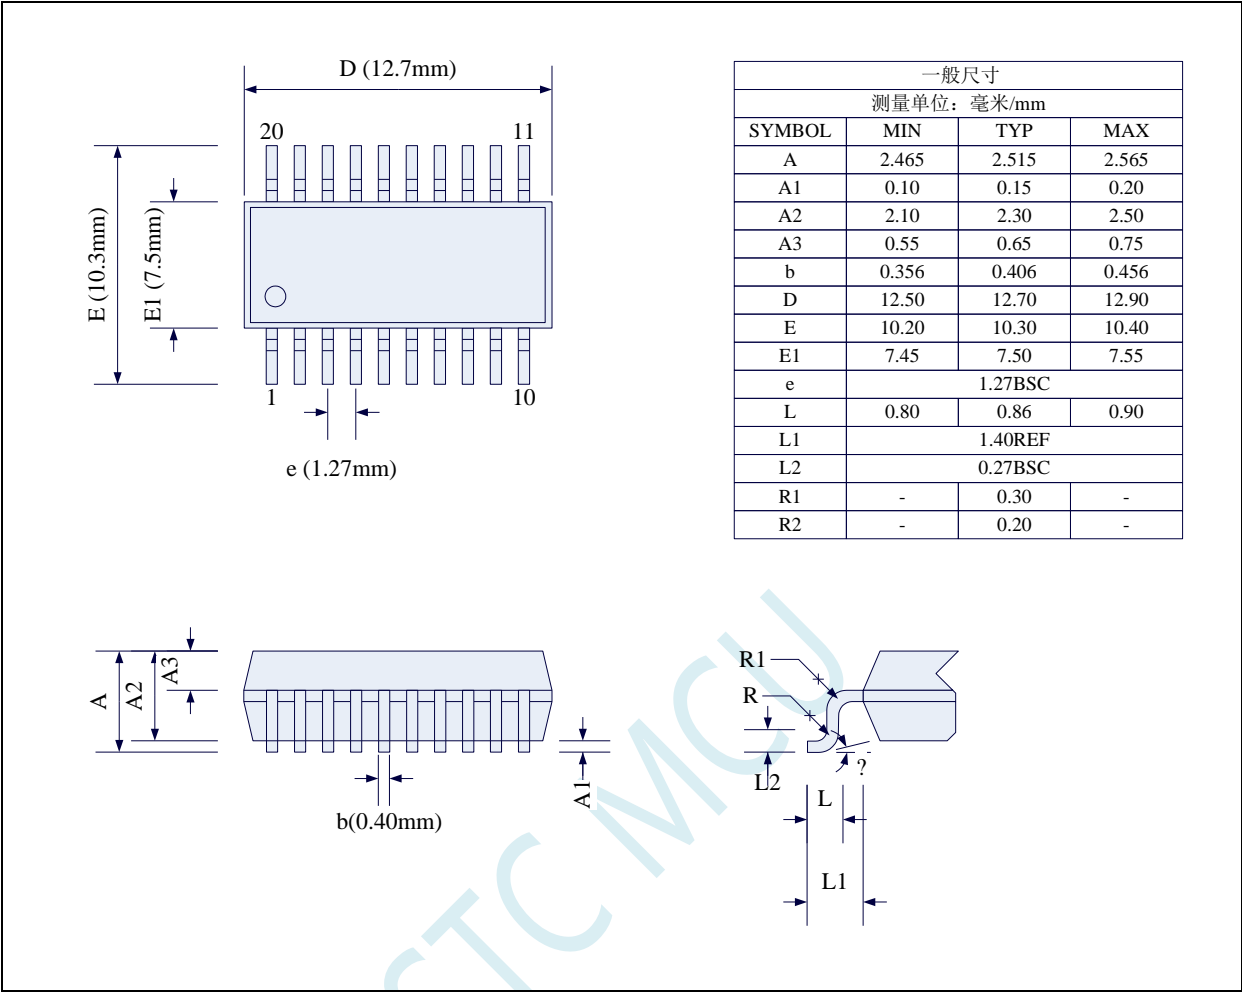 D (12.7mm)
20
11
E (10.3mm)
E1 (7.5mm)
1
10
e (1.27mm)
一般尺寸
测量单位：毫米/mm
SYMBOL MIN TYP MAX
A 2.465 2.515 2.565
A1 0.10 0.15 0.20
A2 2.10 2.30 2.50
A3 0.55 0.65 0.75
b 0.356 0.406 0.456
D 12.50 12.70 12.90
E 10.20 10.30 10.40
E1 7.45 7.50 7.55
e 1.27BSC
L 0.80 0.86 0.90
L1 1.40REF
L2 0.27BSC
R1 - 0.30 -
R2 - 0.20 -
A
A2
A3
A1
b(0.40mm)
R1
R
L2
?
L
L1
STC MCU